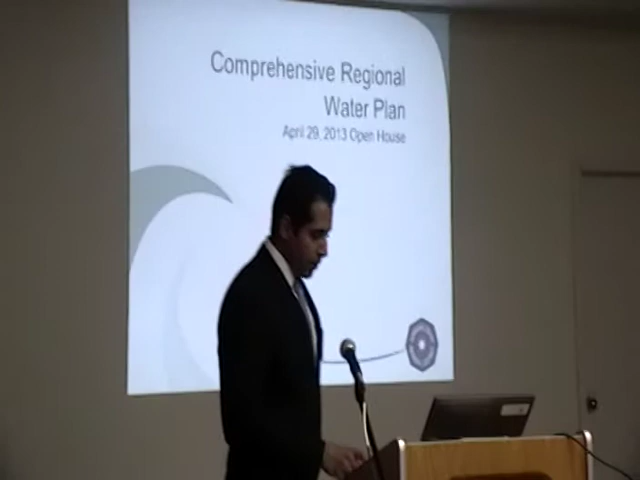 Comprehensive Regional
Water Plan
April 29, 2013 Open House